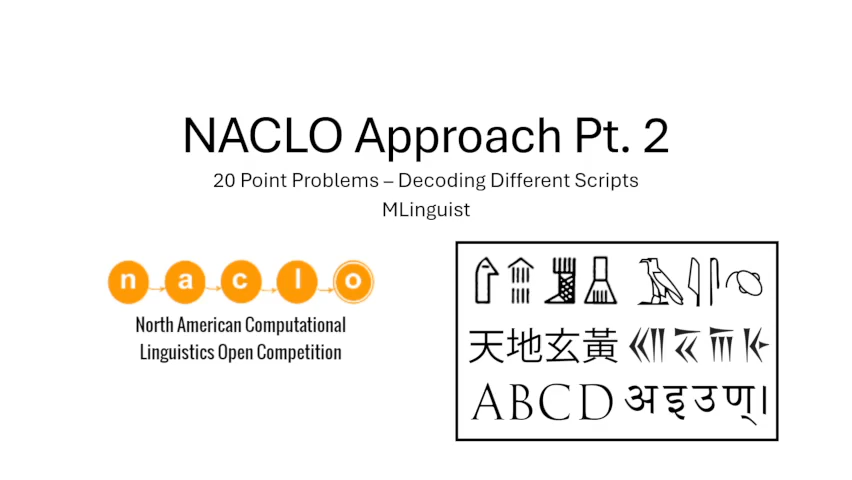 NACLO Approach Pt. 2
20 Point Problems – Decoding Different Scripts
MLinguist
n a c l o
North American Computational
Linguistics Open Competition
天地玄黃
ABCD अइउण्।